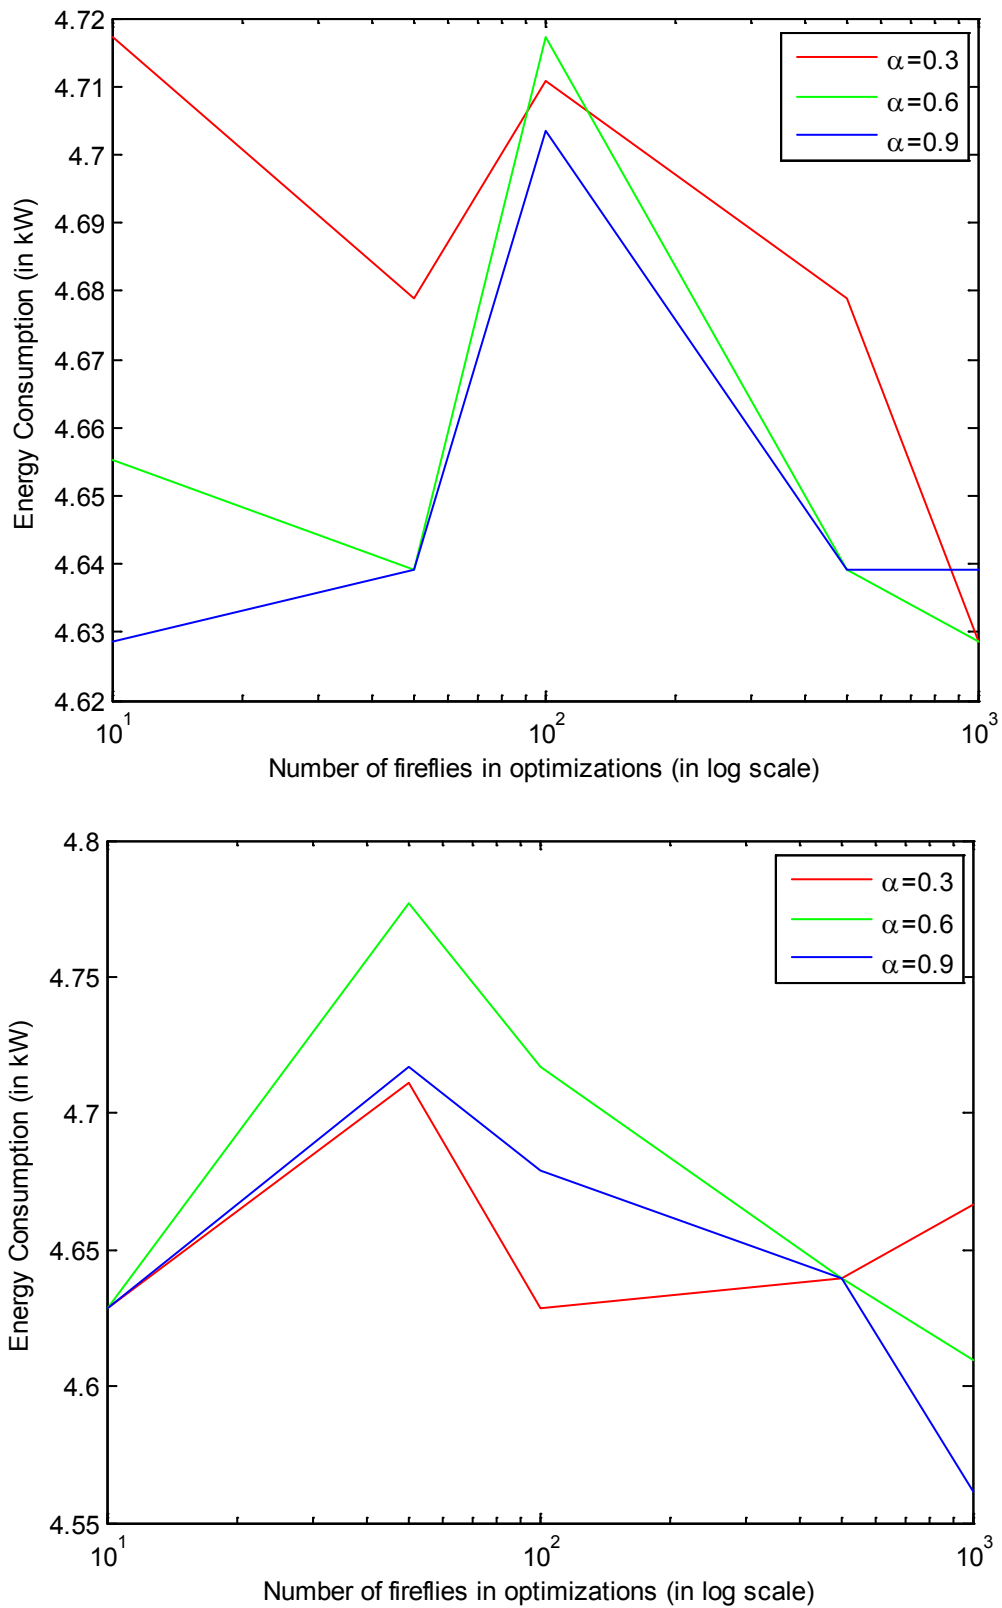 4.72
4.71
4.7
4.69
4.68
4.67
4.66
4.65
4.64
4.63
4.62
Energy Consumption (in kW)
α=0.3
α=0.6
α=0.9
10^1
10^2
10^3
Number of fireflies in optimizations (in log scale)
4.8
4.75
4.7
4.65
4.6
4.55
Energy Consumption (in kW)
α=0.3
α=0.6
α=0.9
10^1
10^2
10^3
Number of fireflies in optimizations (in log scale)